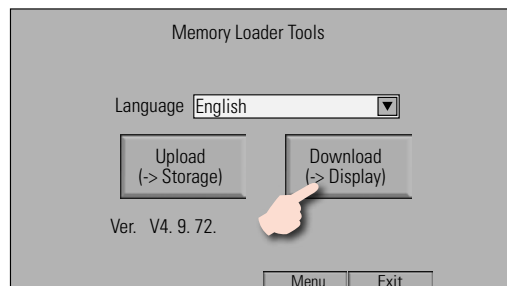 Memory Loader Tools
Language English
Upload Download
(-> Storage) (-> Display)
Ver. V4. 9. 72.
Menu Exit